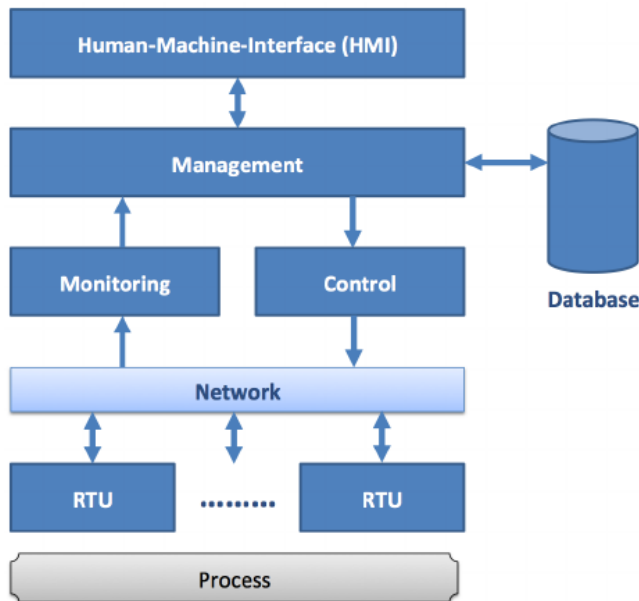 Human-Machine-Interface (HMI)
Management
Monitoring
Control
Database
Network
RTU
.........
RTU
Process